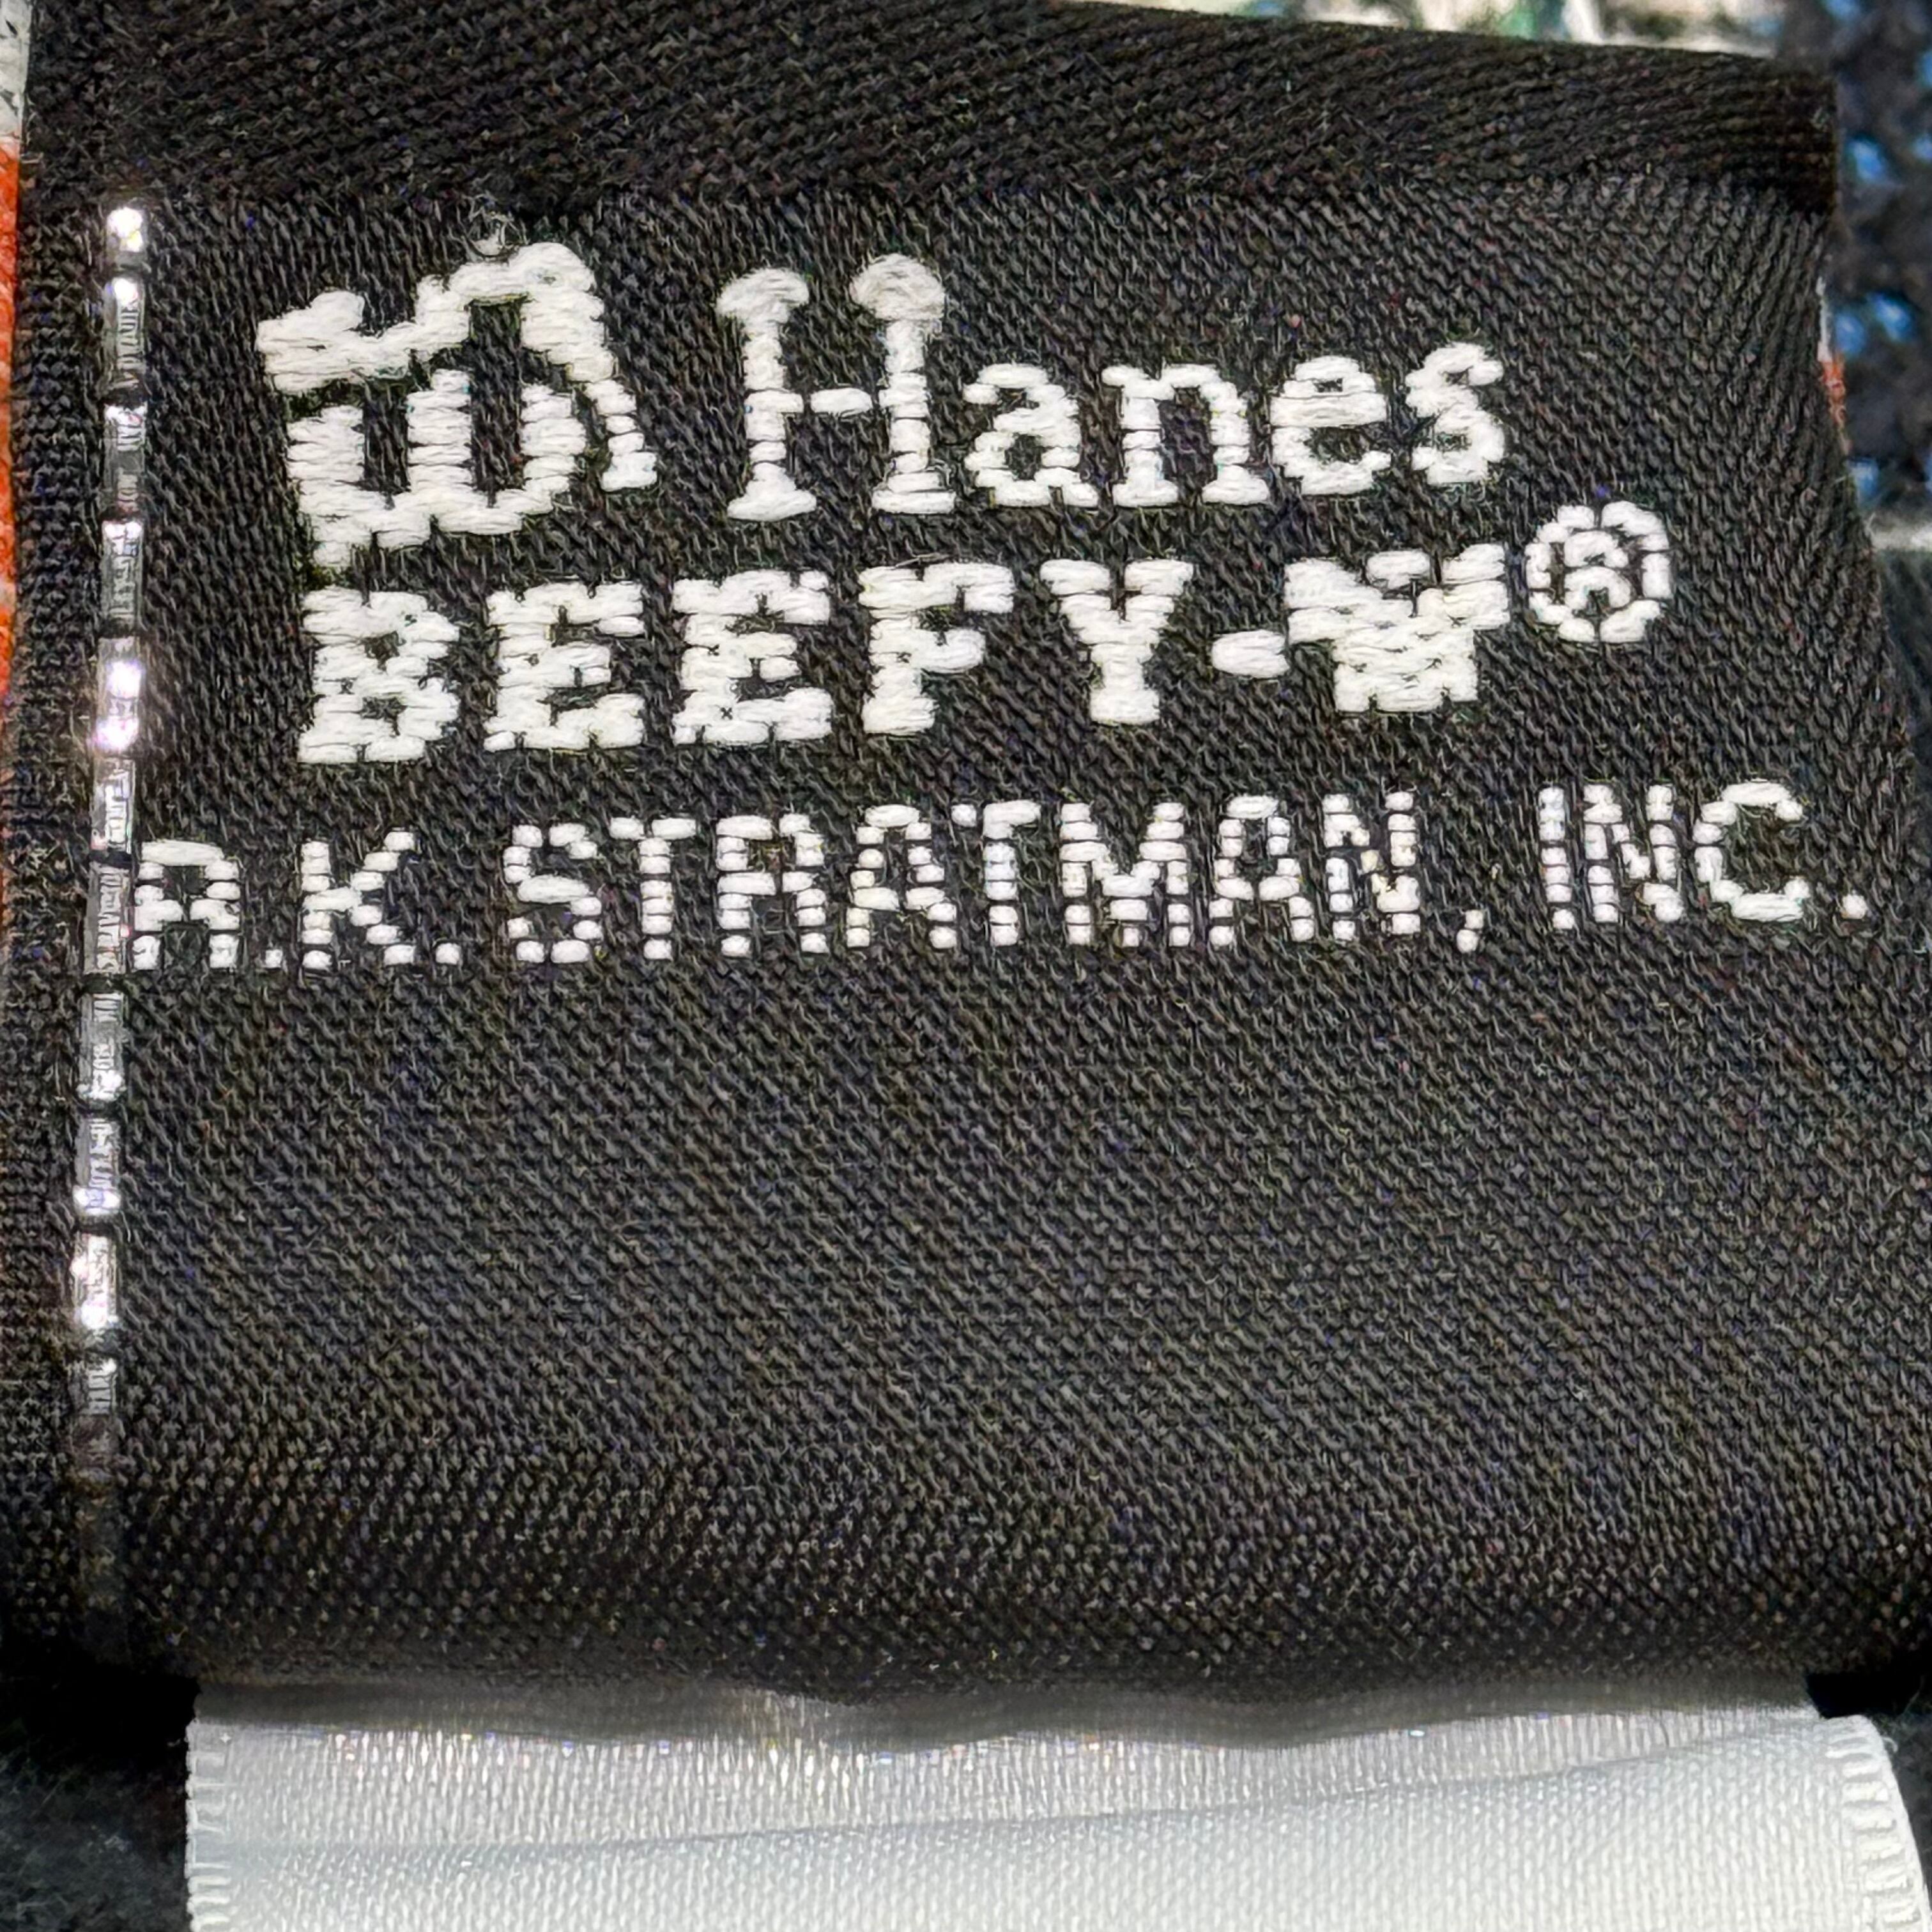 Hanes
BEEFY-T®
A.K. STRATMAN, INC.